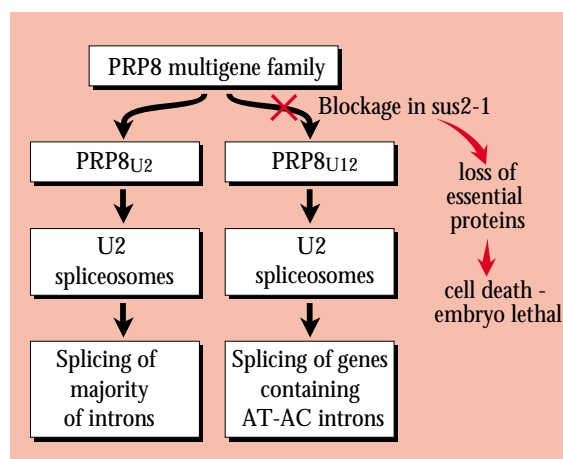 PRP8 multigene family
Blockage in sus2-1
PRP8U2
PRP8U12
loss of
essential
proteins
U2
spliceosomes
U2
spliceosomes
cell death -
embryo lethal
Splicing of
majority
of introns
Splicing of genes
containing
AT-AC introns